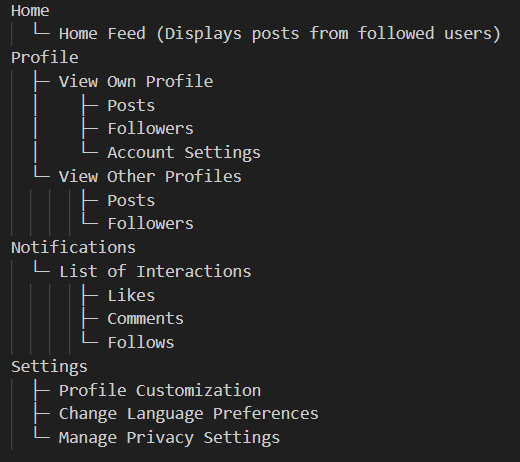 Home
└─ Home Feed (Displays posts from followed users)
Profile
├─ View Own Profile
│   ├─ Posts
│   ├─ Followers
│   └─ Account Settings
└─ View Other Profiles
    ├─ Posts
    └─ Followers
Notifications
└─ List of Interactions
    ├─ Likes
    ├─ Comments
    └─ Follows
Settings
├─ Profile Customization
├─ Change Language Preferences
└─ Manage Privacy Settings